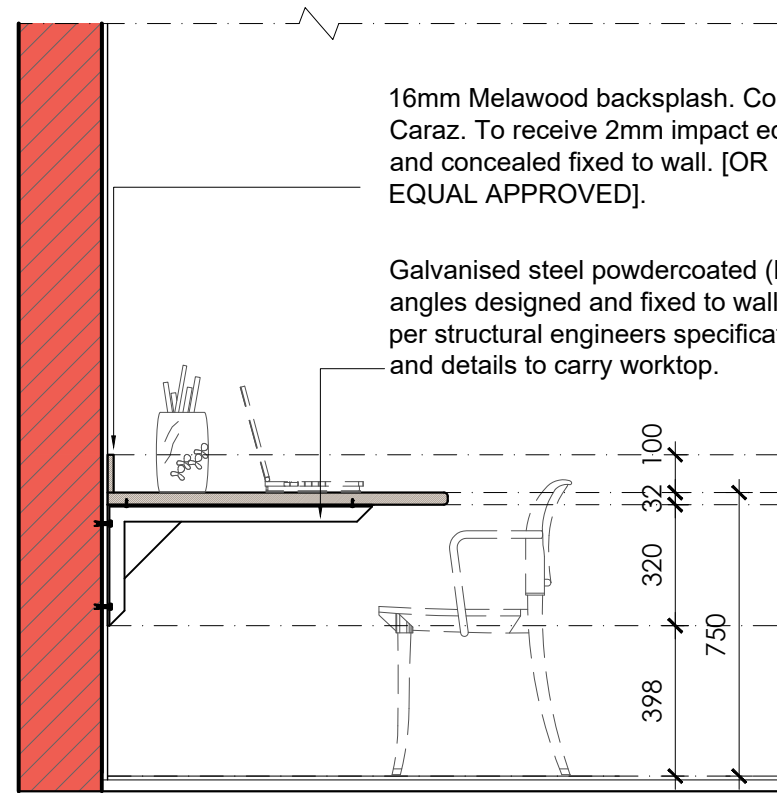 16mm Melawood backsplash. Co
Caraz. To receive 2mm impact
and concealed fixed to wall. [OR
EQUAL APPROVED].
Galvanised steel powdercoated
angles designed and fixed to wall
per structural engineers
and details to carry worktop.
100
32
320
750
398